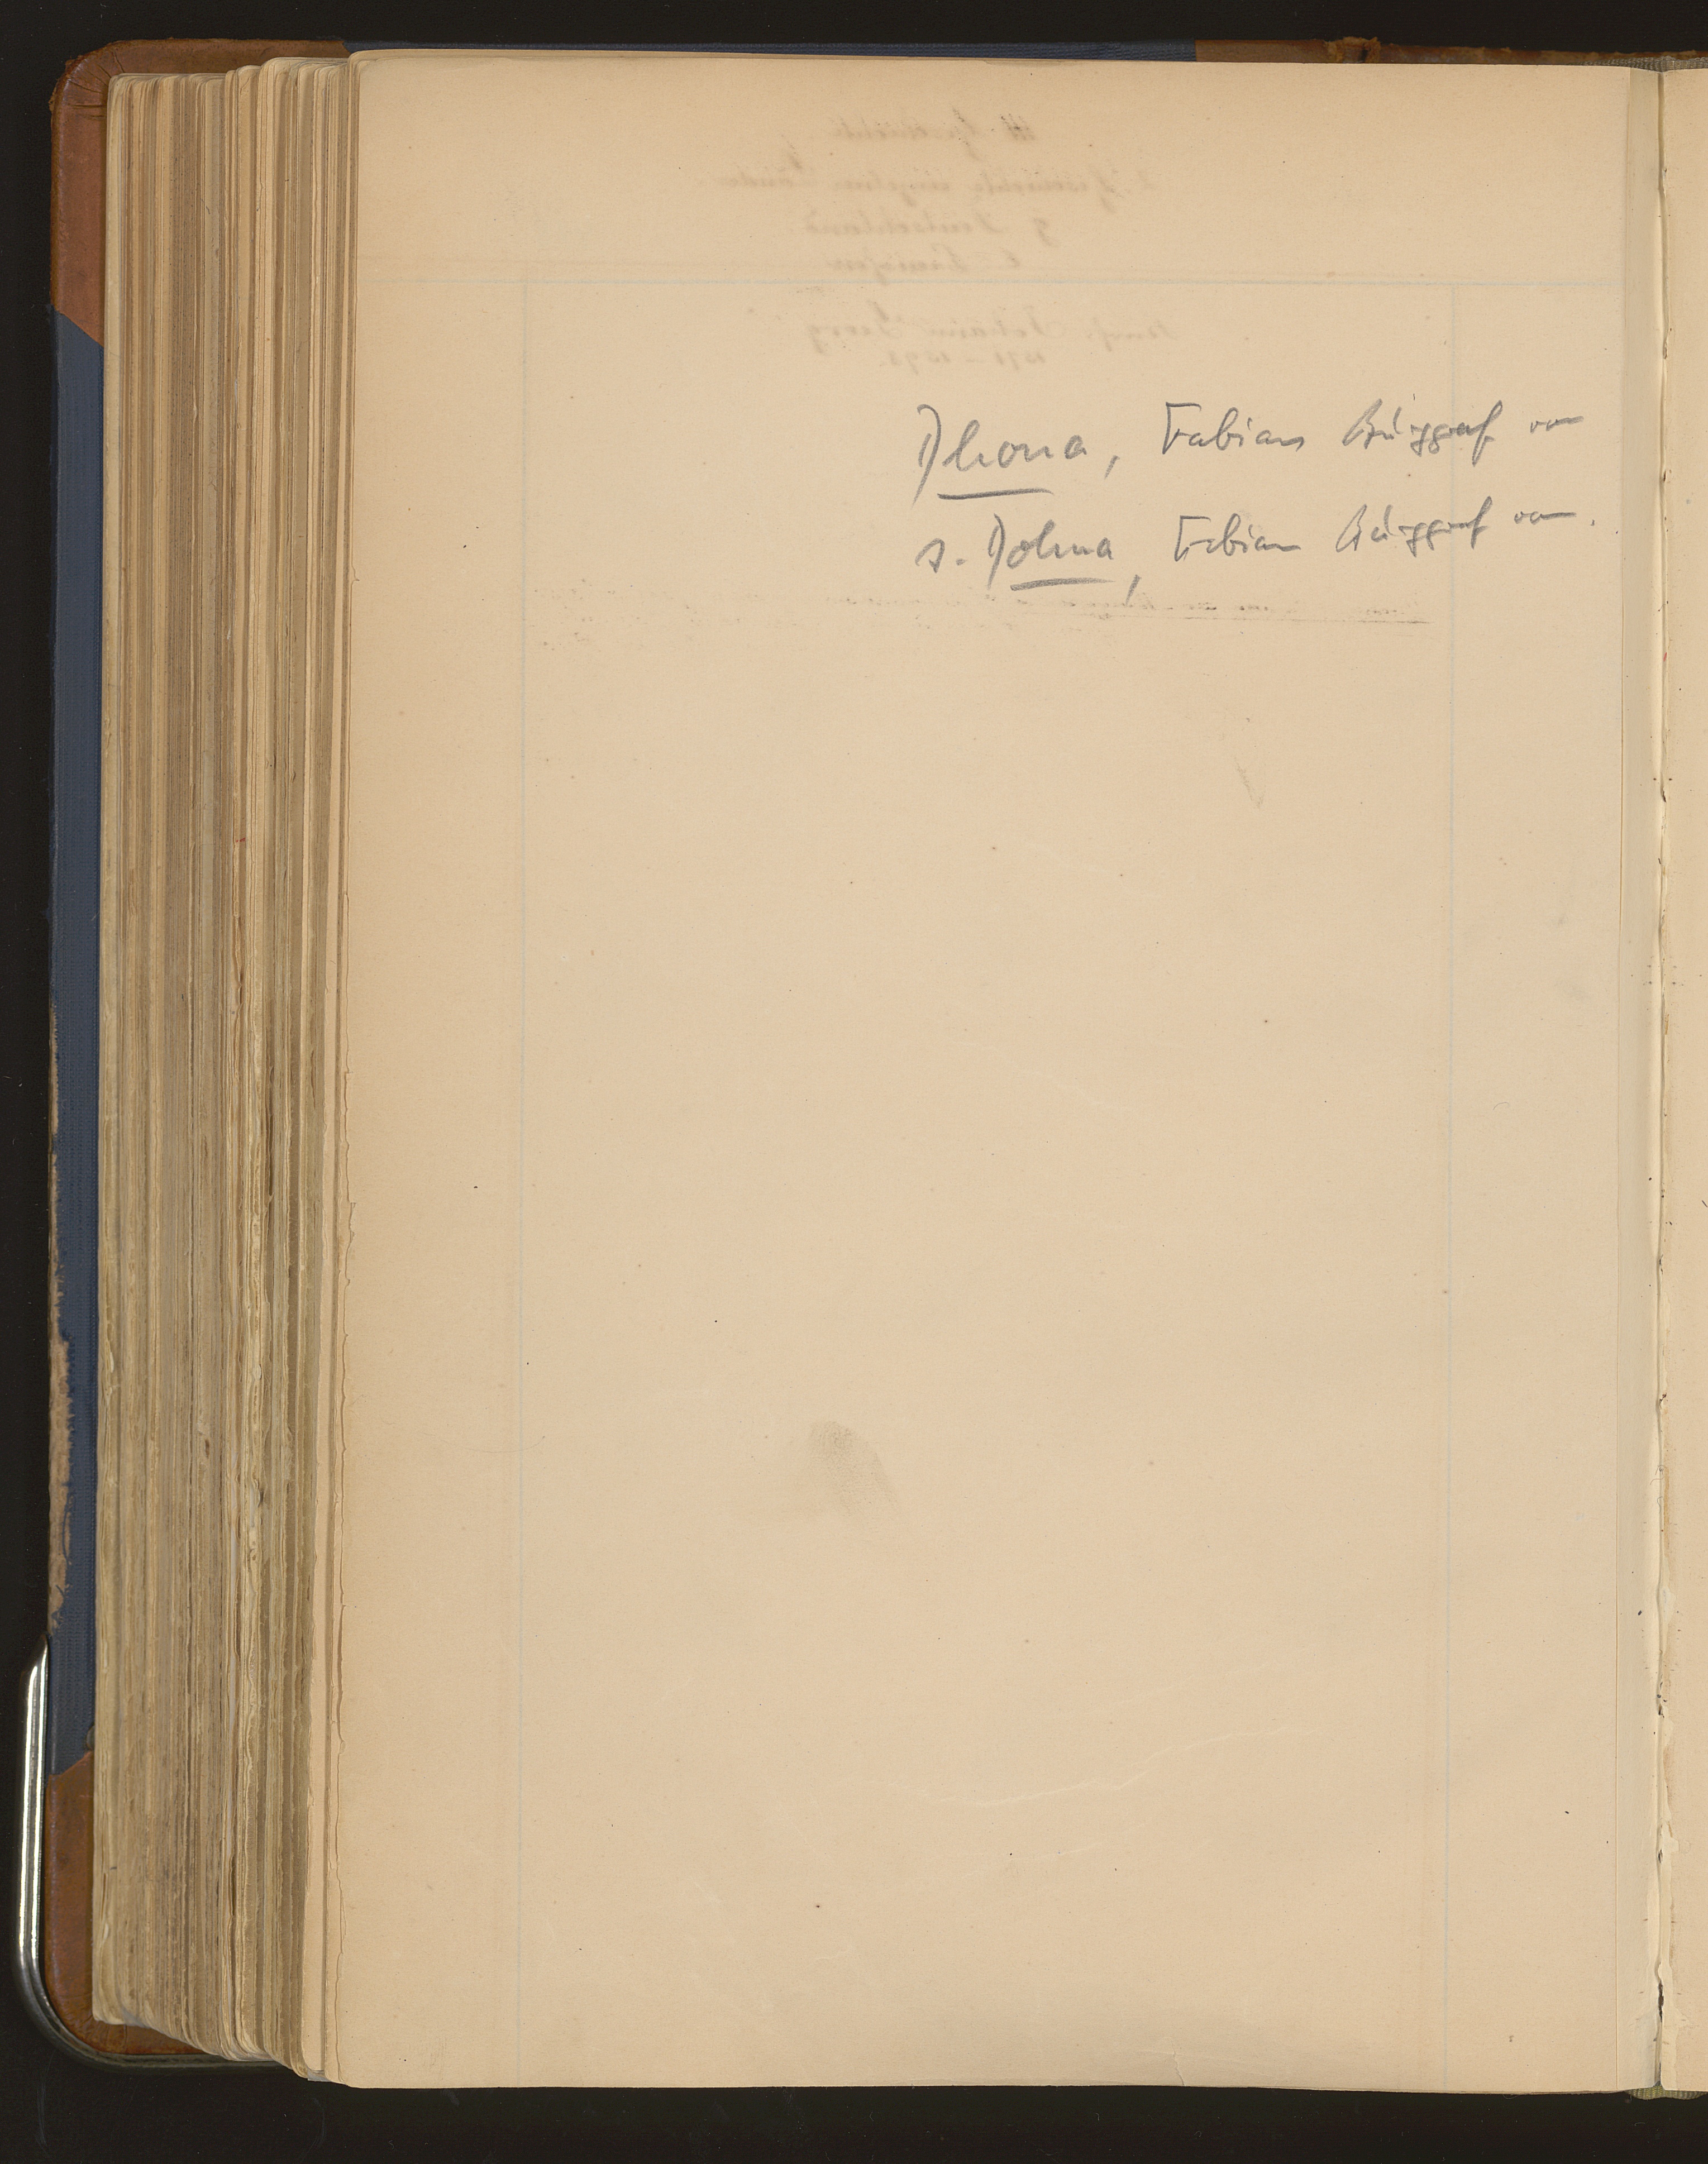 Dhona, Fabian Burggraf von
s. Dohna, Fabian Burggraf von.